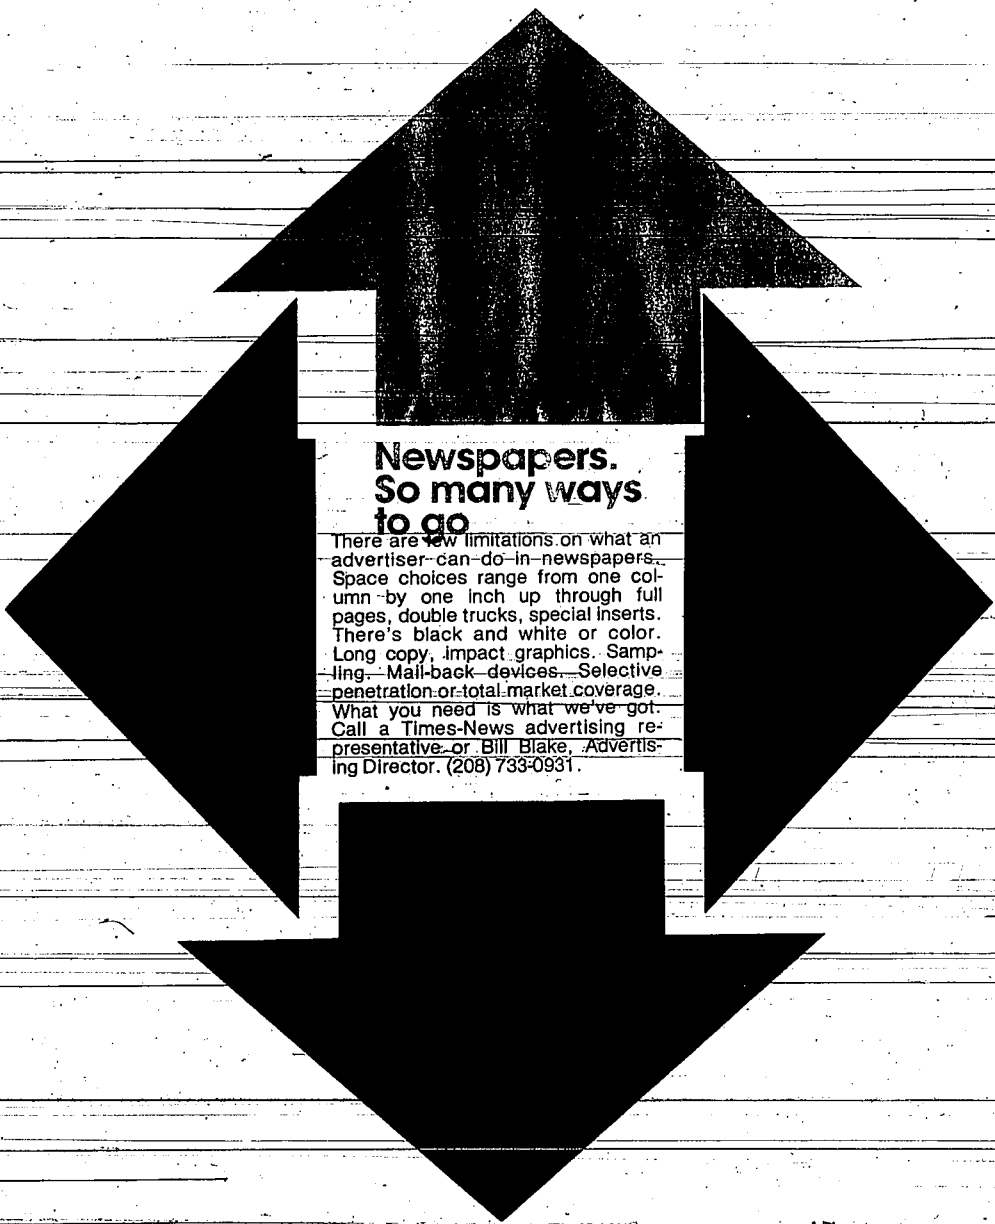 Newspapers.
So many ways
to go
There are few limitations on what an
advertiser can do in newspapers.
Space choices range from one col-
umn by one inch up through full
pages, double trucks, special inserts.
There's black and white or color.
Long copy, impact graphics. Samp-
ling. Mail-back devices. Selective
penetration or total market coverage.
What you need is what we've got.
Call a Times-News advertising re-
presentative or Bill Blake, Advertis-
ing Director. (208) 733-0931.